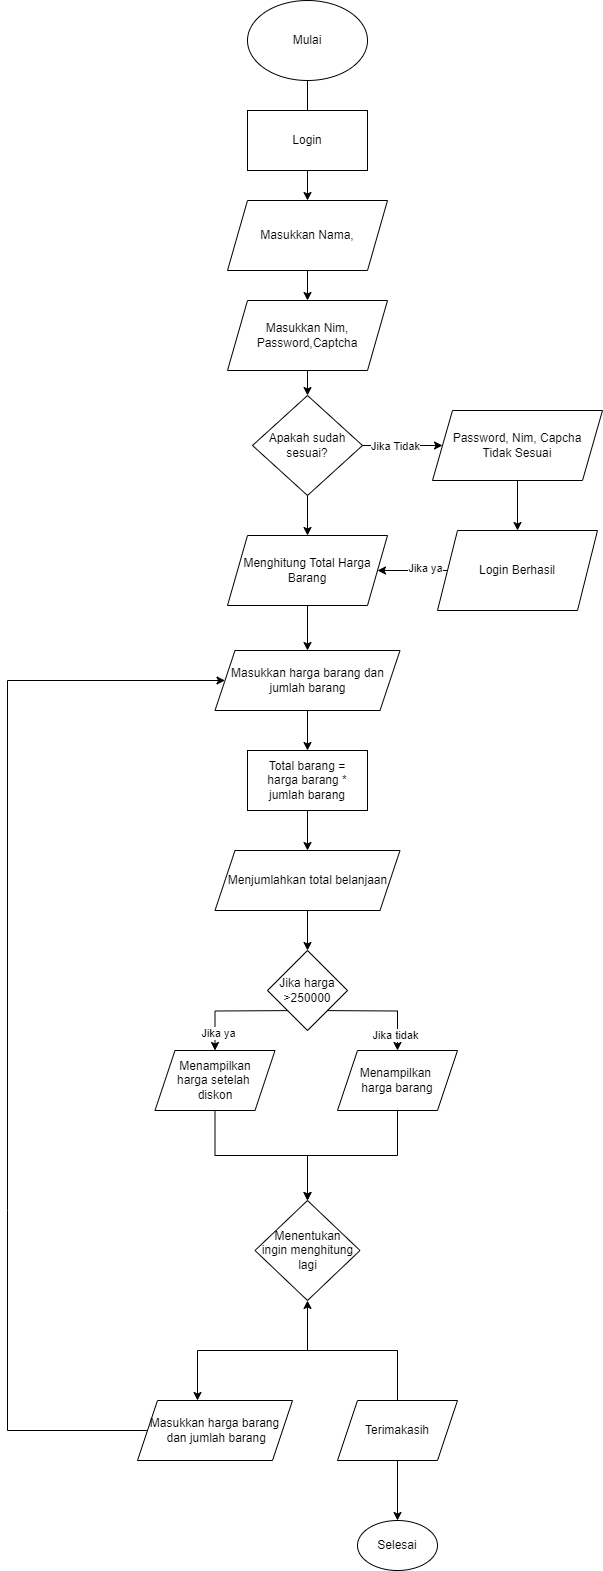 Mulai
Login
Masukkan Nama,
Masukkan Nim,
Password,Captcha
Apakah sudah
sesuai?
Jika Tidak
Password, Nim, Capcha
Tidak Sesuai
Menghitung Total Harga
Barang
Jika ya
Login Berhasil
Masukkan harga barang dan
jumlah barang
Total barang =
harga barang *
jumlah barang
Menjumlahkan total belanjaan
Jika harga
>250000
Jika ya
Jika tidak
Menampilkan
harga setelah
diskon
Menampilkan
harga barang
Menentukan
ingin menghitung
lagi
Masukkan harga barang
dan jumlah barang
Terimakasih
Selesai